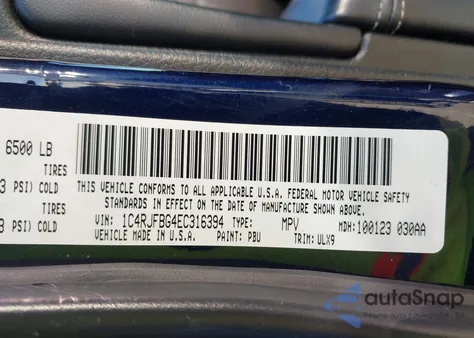 6500 LB
TIRES
3 PSI) COLD
TIRES
3 PSI) COLD
THIS VEHICLE CONFORMS TO ALL APPLICABLE U.S.A. FEDERAL MOTOR VEHICLE SAFETY
STANDARDS IN EFFECT ON THE DATE OF MANUFACTURE SHOWN ABOVE.
VIN: 1C4RJFBG4EC316394 TYPE: MPV MDH: 100123 030AA
VEHICLE MADE IN U.S.A. PAINT: PBU TRIM: ULX9
autoSnap